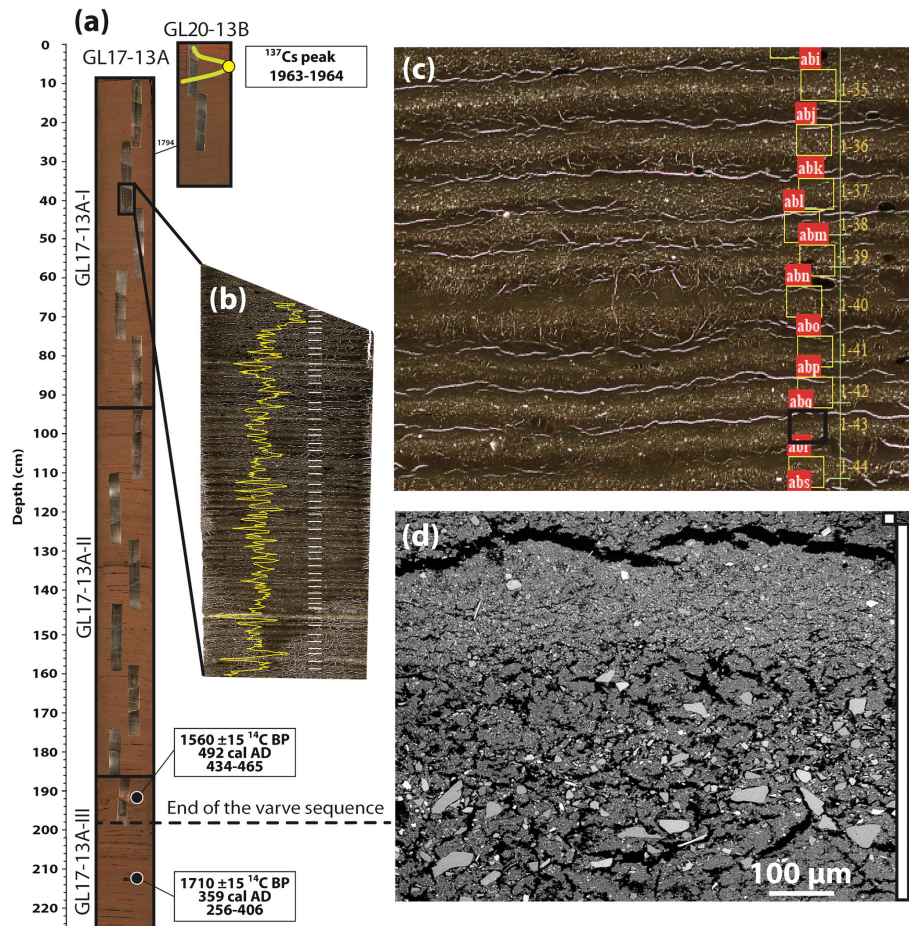 (a)
GL20-13B
GL17-13A
137Cs peak
1963-1964
1794
0
10
20
30
40
50
60
70
80
90
100
110
120
130
140
150
160
170
180
190
200
210
220
Depth (cm)
GL17-13A-I
GL17-13A-II
GL17-13A-III
1560 ±15 14C BP
492 cal AD
434-465
End of the varve sequence
1710 ±15 14C BP
359 cal AD
256-406
(b)
(c)
abi
1-35
abj
1-36
abk
1-37
abl
1-38
abm
1-39
abn
1-40
abo
1-41
abp
1-42
abq
1-43
abr
1-44
abs
(d)
100 µm